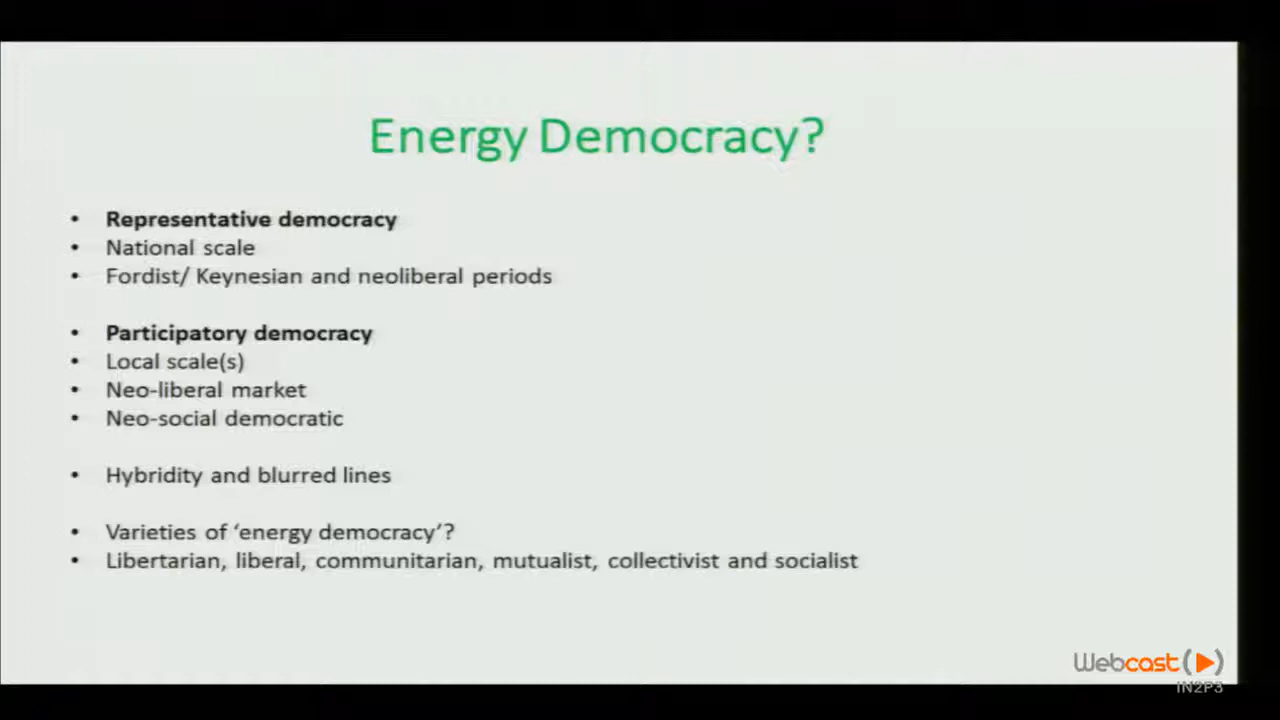 Energy Democracy?
• Representative democracy
• National scale
• Fordist/ Keynesian and neoliberal periods
• Participatory democracy
• Local scale(s)
• Neo-liberal market
• Neo-social democratic
• Hybridity and blurred lines
• Varieties of ‘energy democracy’?
• Libertarian, liberal, communitarian, mutualist, collectivist and socialist
Webcast
IN2P3